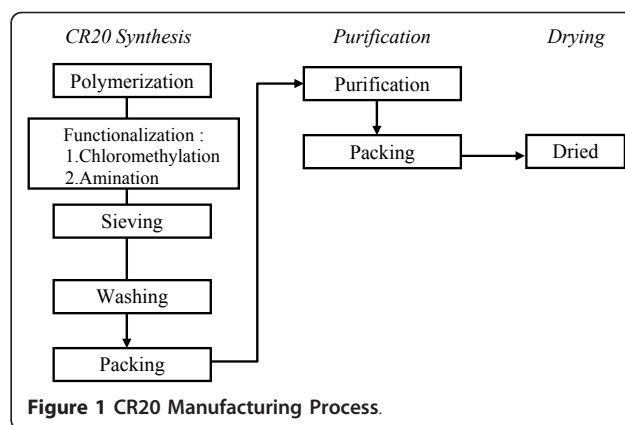 CR20 Synthesis
Polymerization
Functionalization :
1.Chloromethylation
2.Amination
Sieving
Washing
Packing
Purification
Purification
Packing
Drying
Dried
Figure 1 CR20 Manufacturing Process.